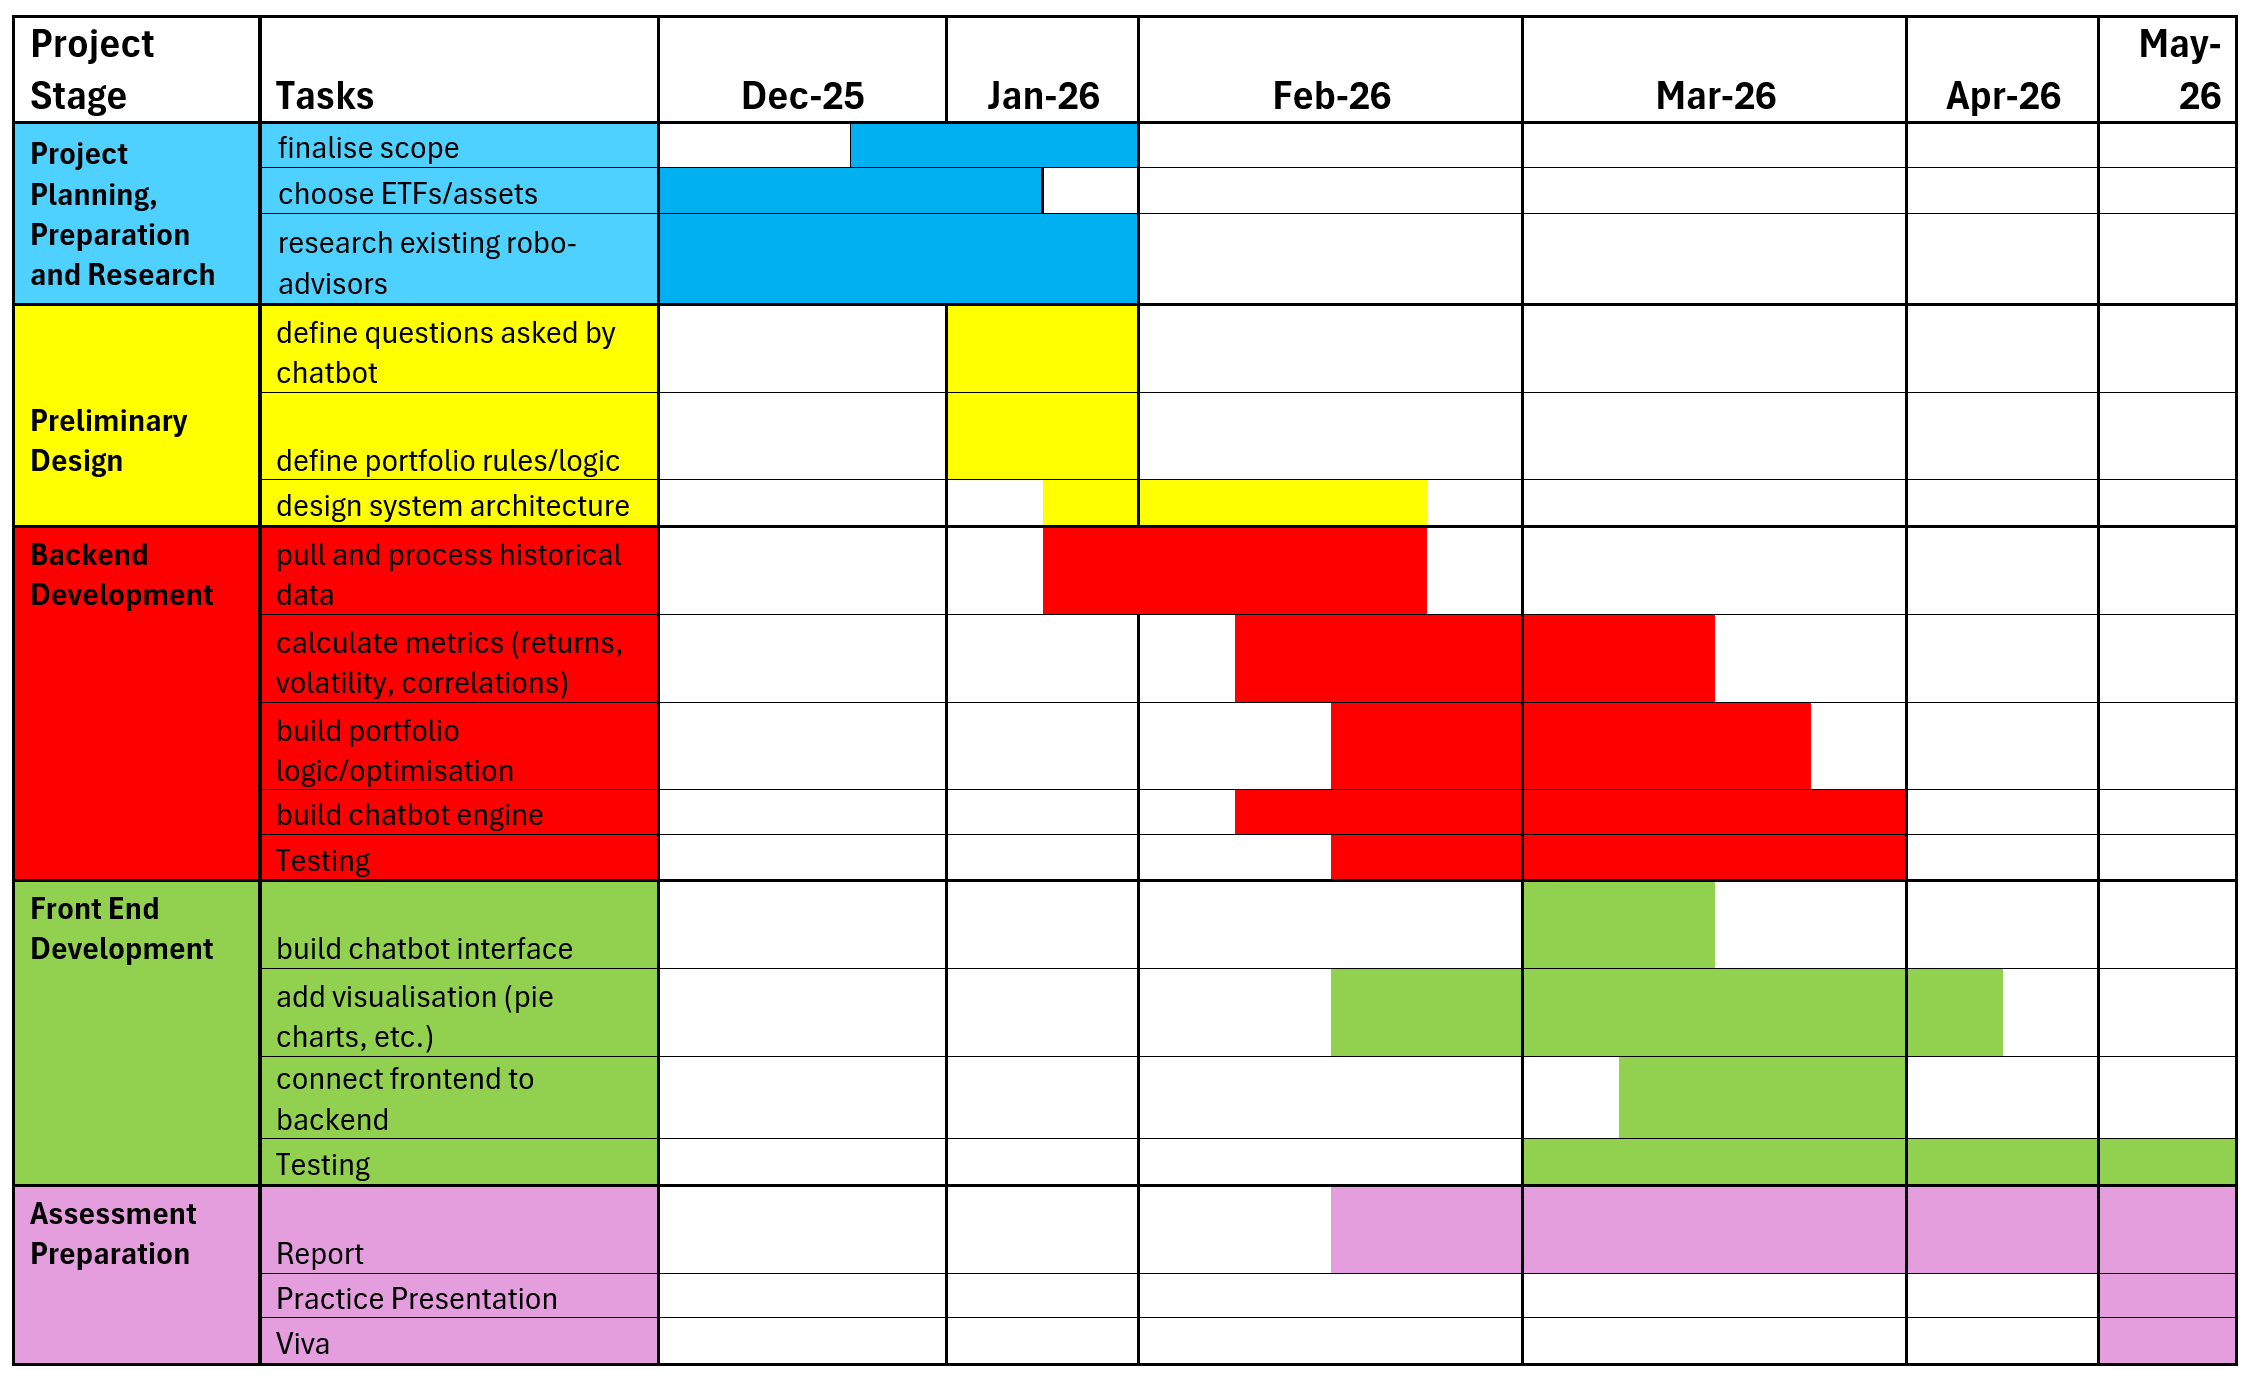 Project
Stage
Tasks
Dec-25
Jan-26
Feb-26
Mar-26
Apr-26
May-
26
Project
Planning,
Preparation
and Research
finalise scope
choose ETFs/assets
research existing robo-
advisors
Preliminary
Design
define questions asked by
chatbot
define portfolio rules/logic
design system architecture
Backend
Development
pull and process historical
data
calculate metrics (returns,
volatility, correlations)
build portfolio
logic/optimisation
build chatbot engine
Testing
Front End
Development
build chatbot interface
add visualisation (pie
charts, etc.)
connect frontend to
backend
Testing
Assessment
Preparation
Report
Practice Presentation
Viva